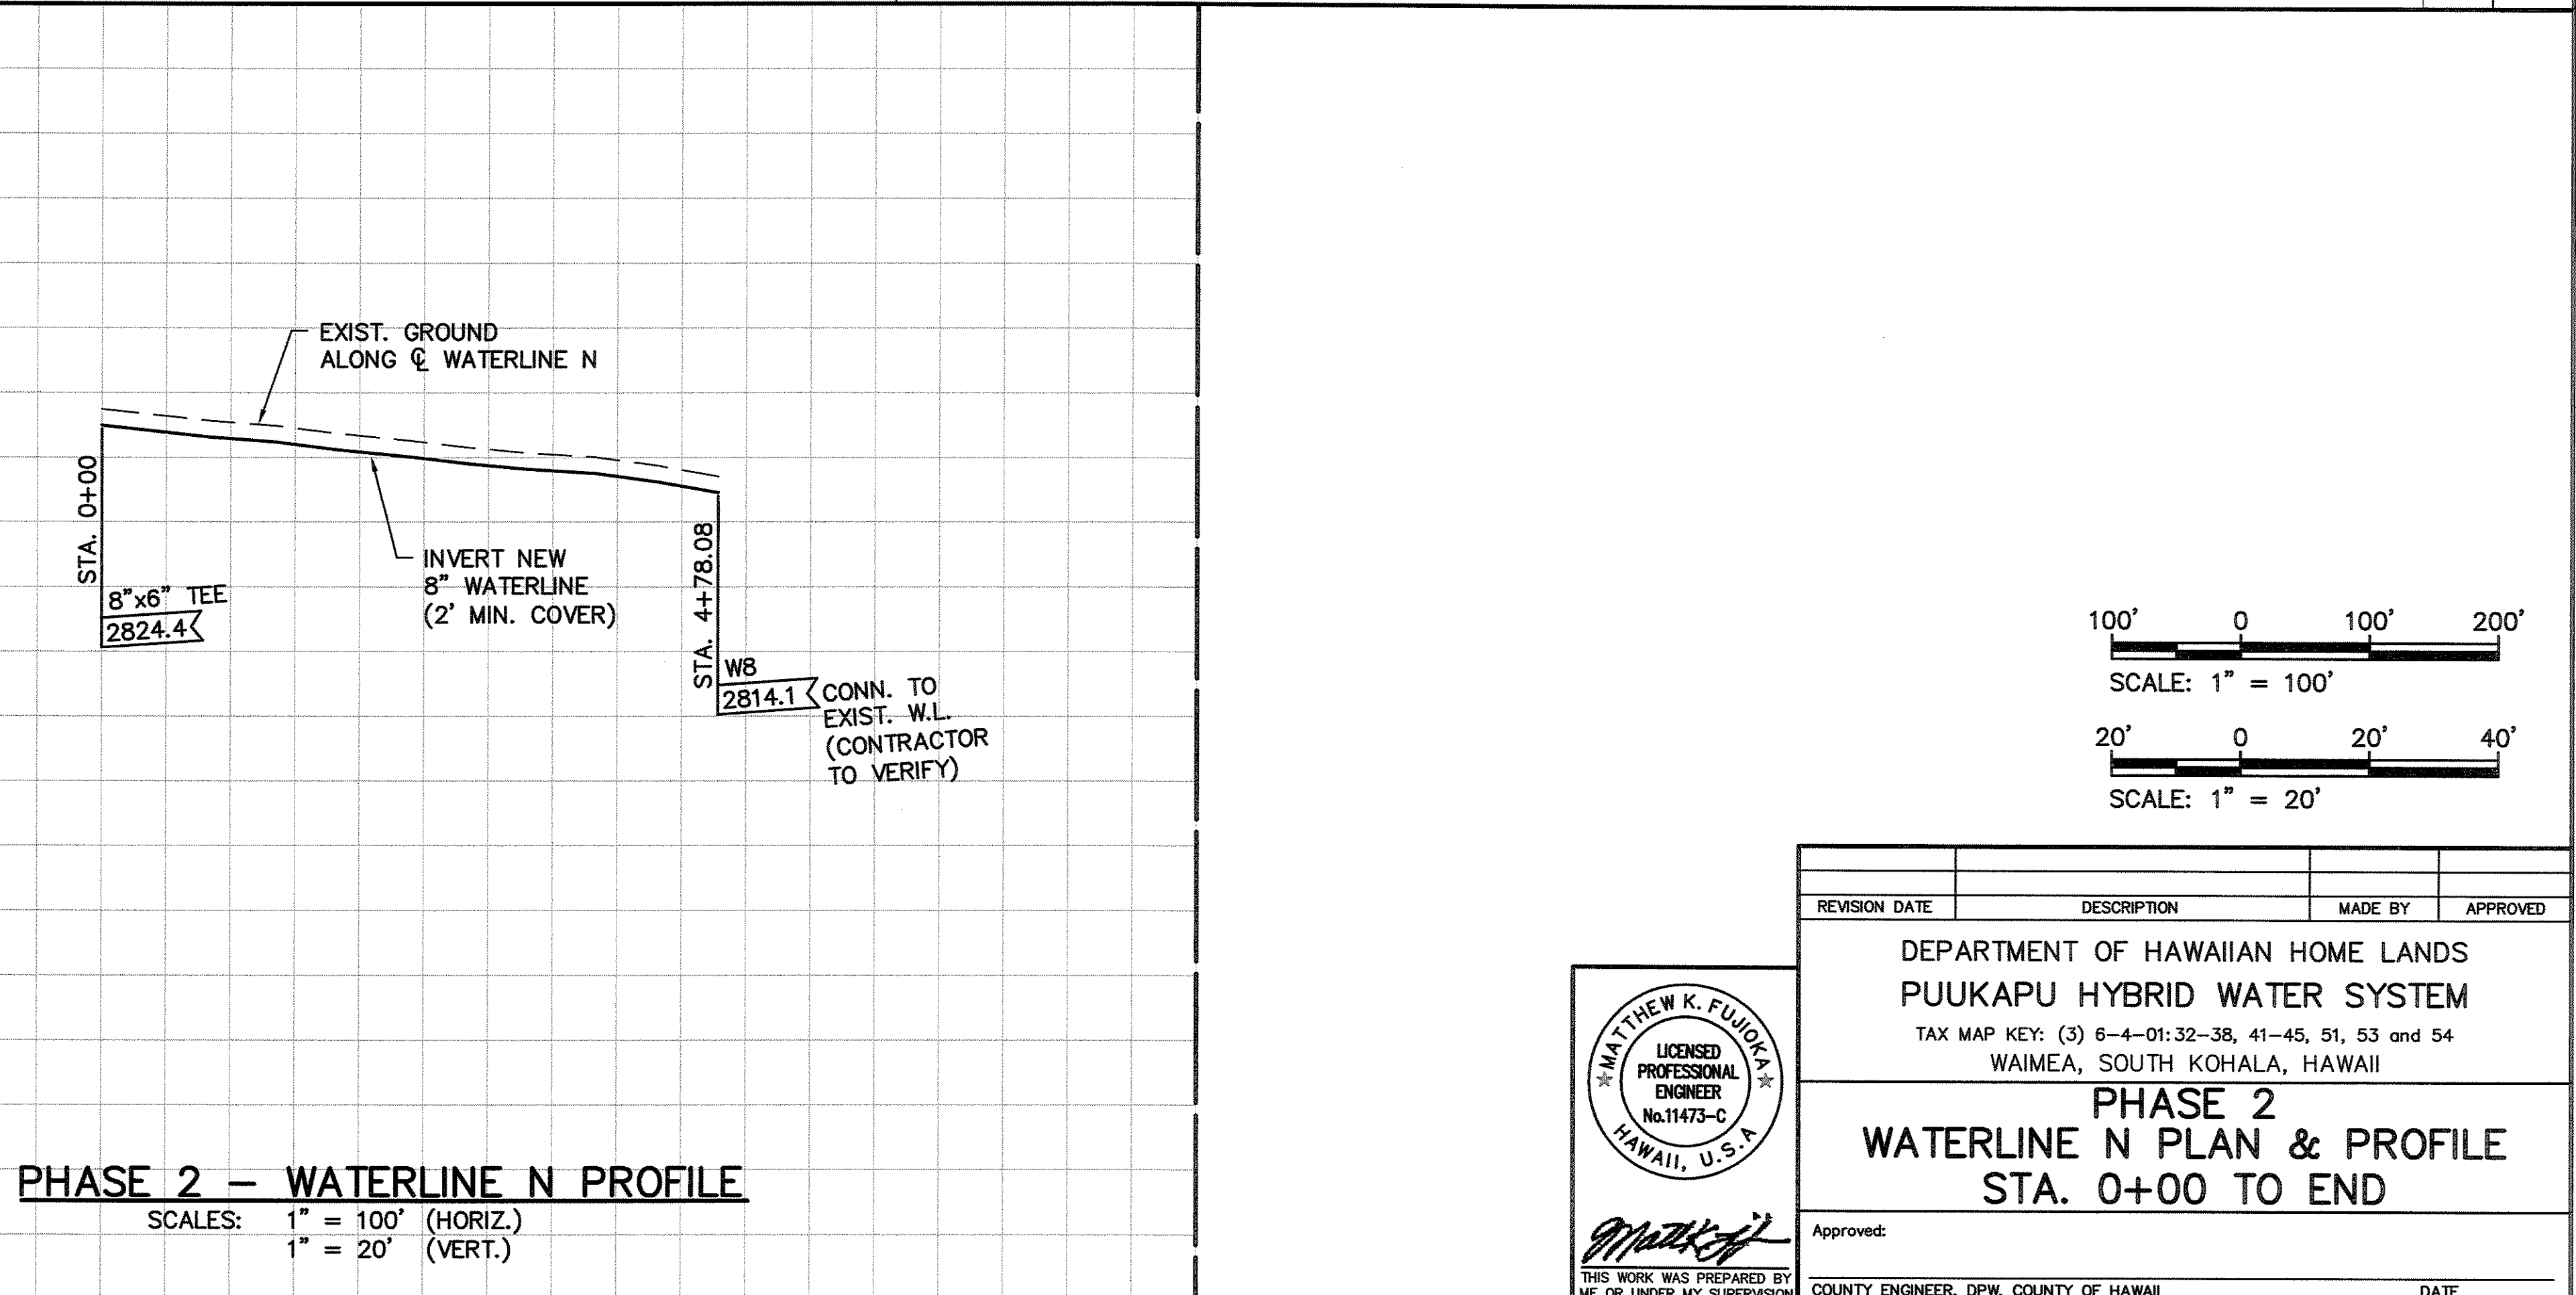 EXIST. GROUND
ALONG ℄ WATERLINE N
STA. 0+00
8"x6" TEE
2824.4
INVERT NEW
8" WATERLINE
(2' MIN. COVER)
STA. 4+78.08
W8
2814.1
CONN. TO
EXIST. W.L.
(CONTRACTOR
TO VERIFY)
PHASE 2 – WATERLINE N PROFILE
SCALES: 1" = 100' (HORIZ.)
1" = 20' (VERT.)
100' 0 100' 200'
SCALE: 1" = 100'
20' 0 20' 40'
SCALE: 1" = 20'
REVISION DATE DESCRIPTION MADE BY APPROVED
DEPARTMENT OF HAWAIIAN HOME LANDS
PUUKAPU HYBRID WATER SYSTEM
TAX MAP KEY: (3) 6-4-01:32-38, 41-45, 51, 53 and 54
WAIMEA, SOUTH KOHALA, HAWAII
PHASE 2
WATERLINE N PLAN & PROFILE
STA. 0+00 TO END
MATTHEW K. FUJIOKA
LICENSED
PROFESSIONAL
ENGINEER
No.11473-C
HAWAII, U.S.A
THIS WORK WAS PREPARED BY
ME OR UNDER MY SUPERVISION
Approved:
COUNTY ENGINEER, DPW, COUNTY OF HAWAII DATE